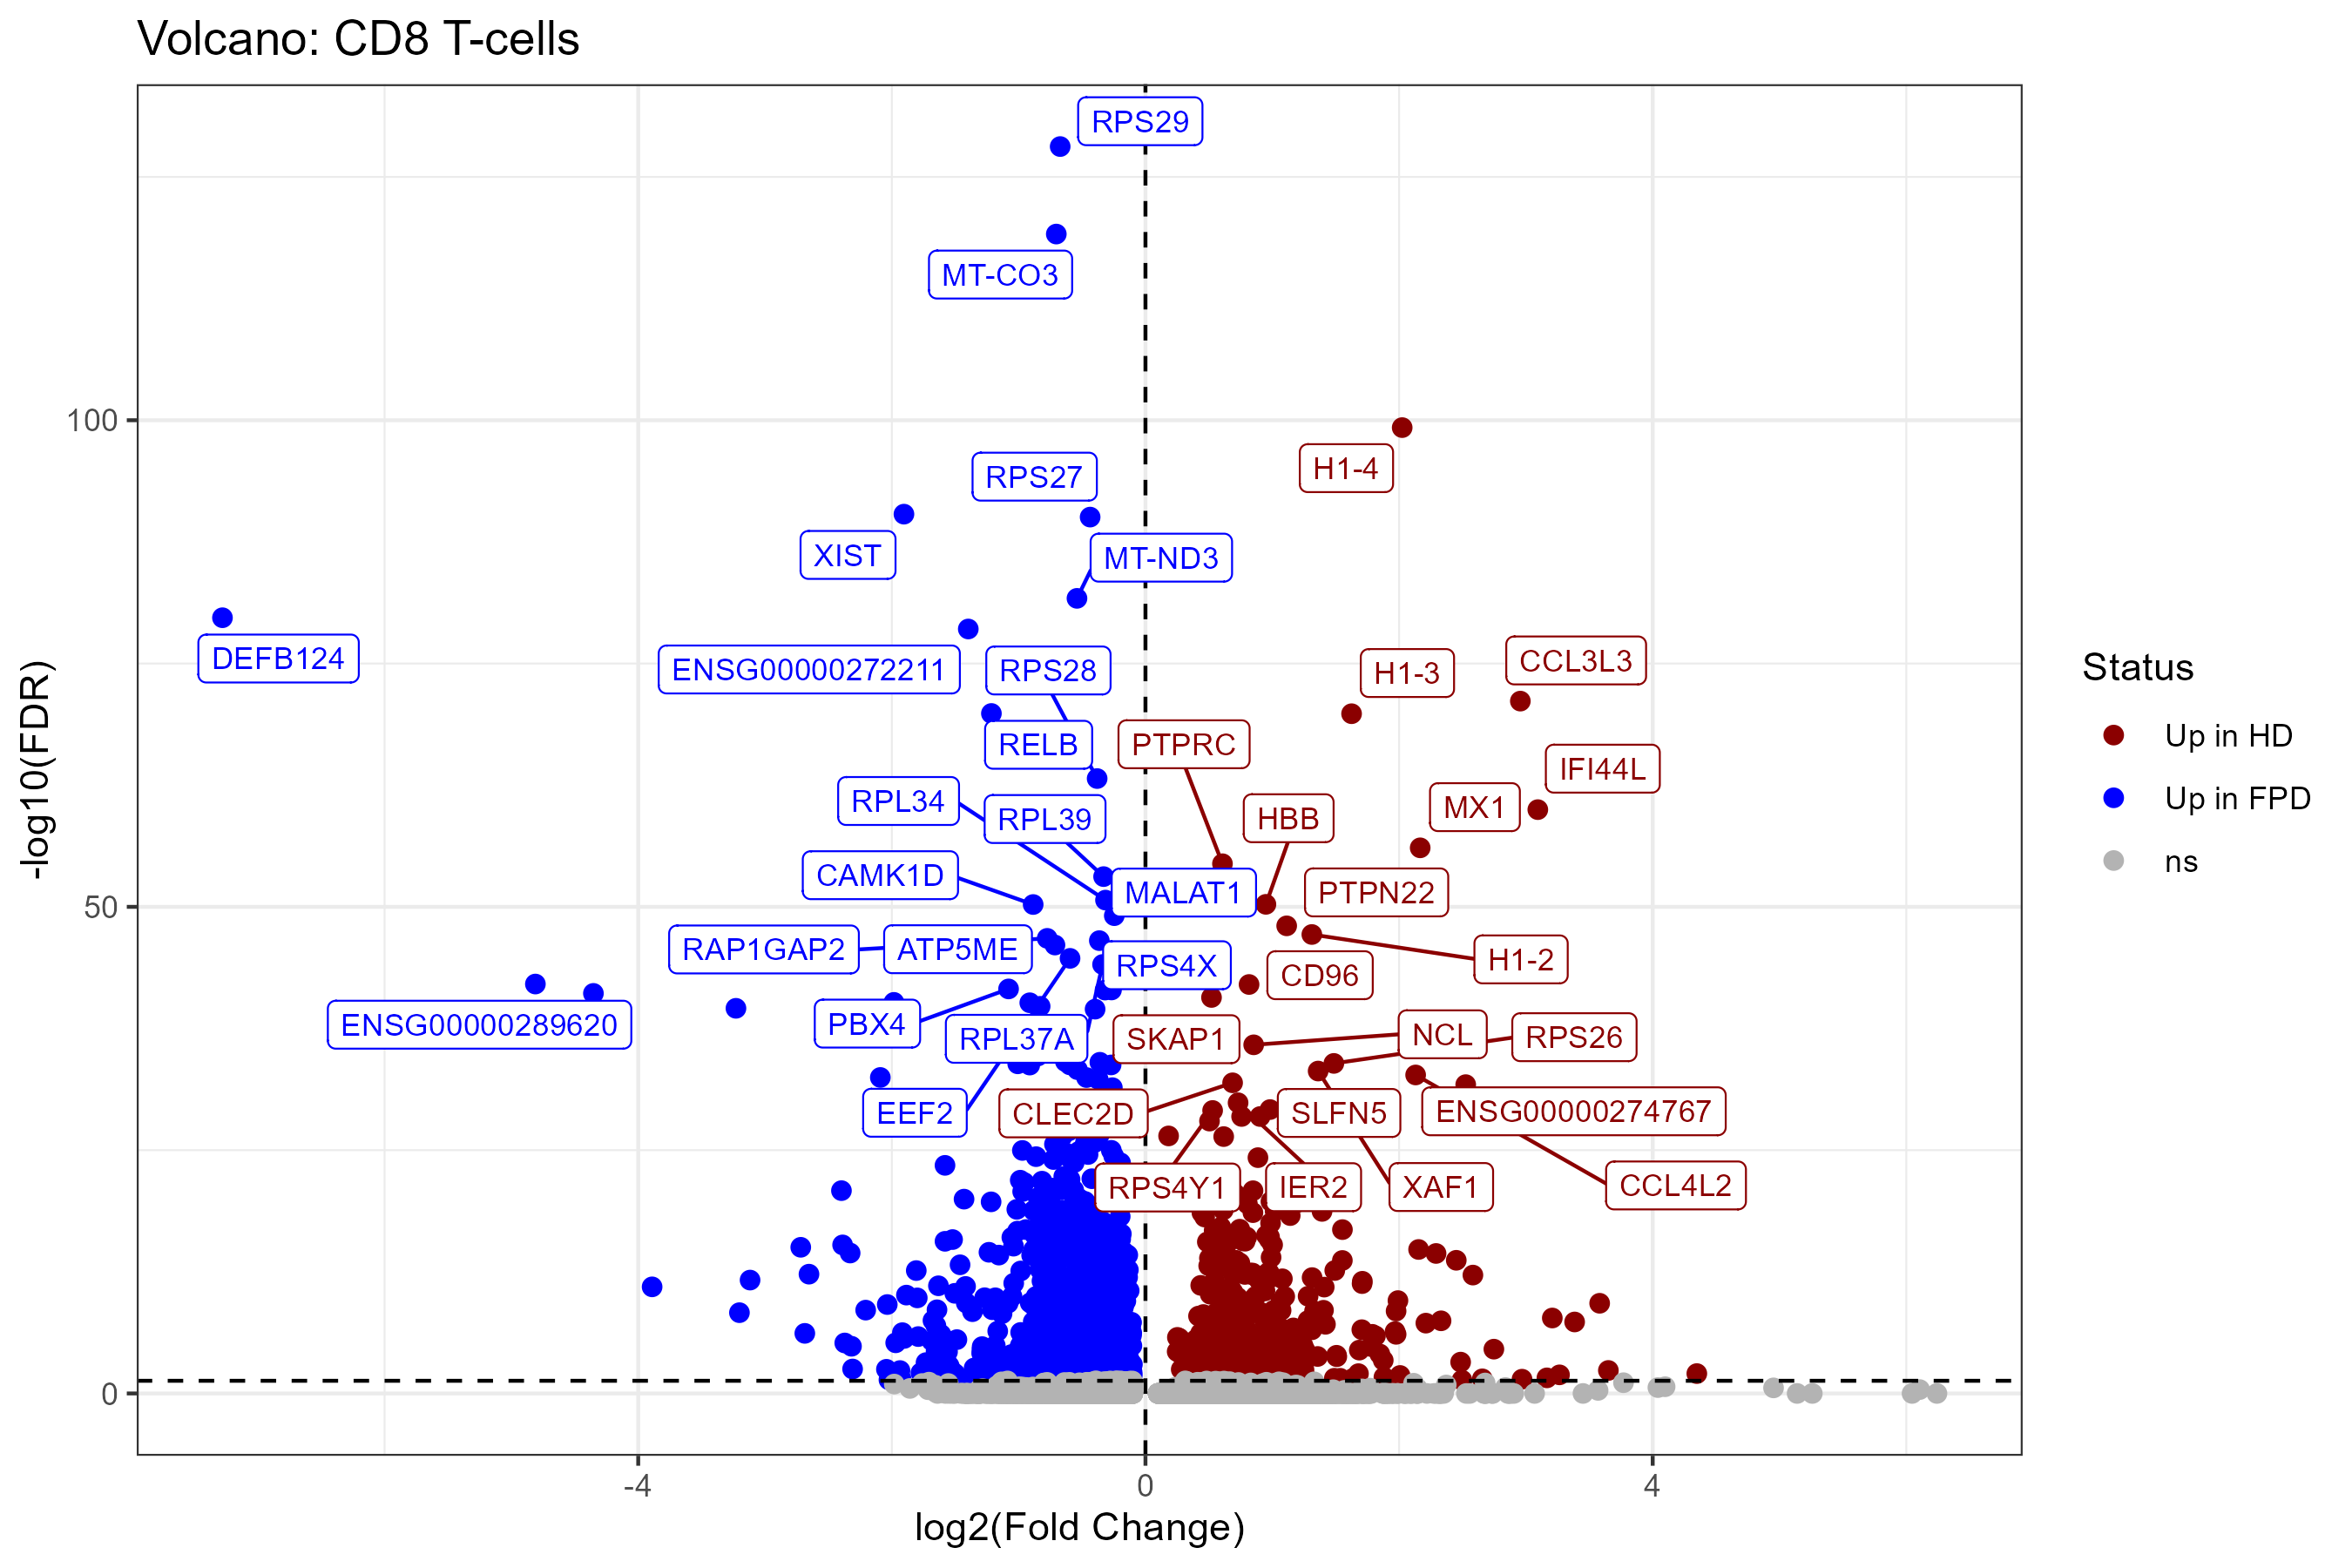 Volcano: CD8 T-cells
RPS29
MT-CO3
100
H1-4
RPS27
XIST
MT-ND3
DEFB124
ENSG00000272211
RPS28
H1-3
CCL3L3
RELB
PTPRC
IFI44L
RPL34
RPL39
HBB
MX1
CAMK1D
MALAT1
PTPN22
50
RAP1GAP2
ATP5ME
RPS4X
CD96
H1-2
ENSG00000289620
PBX4
RPL37A
SKAP1
NCL
RPS26
EEF2
CLEC2D
SLFN5
ENSG00000274767
RPS4Y1
IER2
XAF1
CCL4L2
0
-4
0
4
log2(Fold Change)
-log10(FDR)
Status
Up in HD
Up in FPD
ns